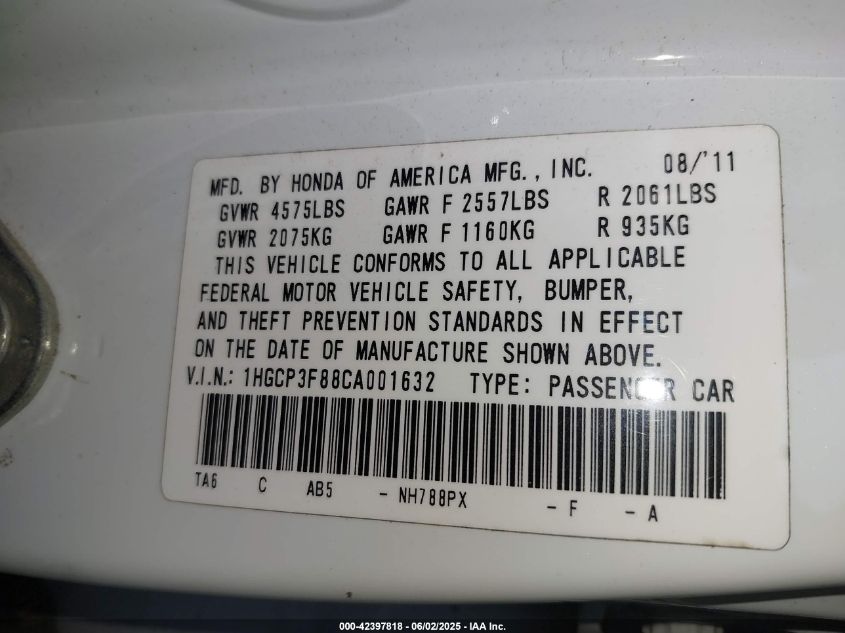 MFD. BY HONDA OF AMERICA MFG., INC. 08/'11
GVWR 4575LBS GAWR F 2557LBS R 2061LBS
GVWR 2075KG GAWR F 1160KG R 935KG
THIS VEHICLE CONFORMS TO ALL APPLICABLE
FEDERAL MOTOR VEHICLE SAFETY, BUMPER,
AND THEFT PREVENTION STANDARDS IN EFFECT
ON THE DATE OF MANUFACTURE SHOWN ABOVE.
V.I.N.: 1HGCP3F88CA001632 TYPE: PASSENGER CAR
TA6 C AB5 - NH788PX - F - A
000-42397818 - 06/02/2025 - IAA Inc.